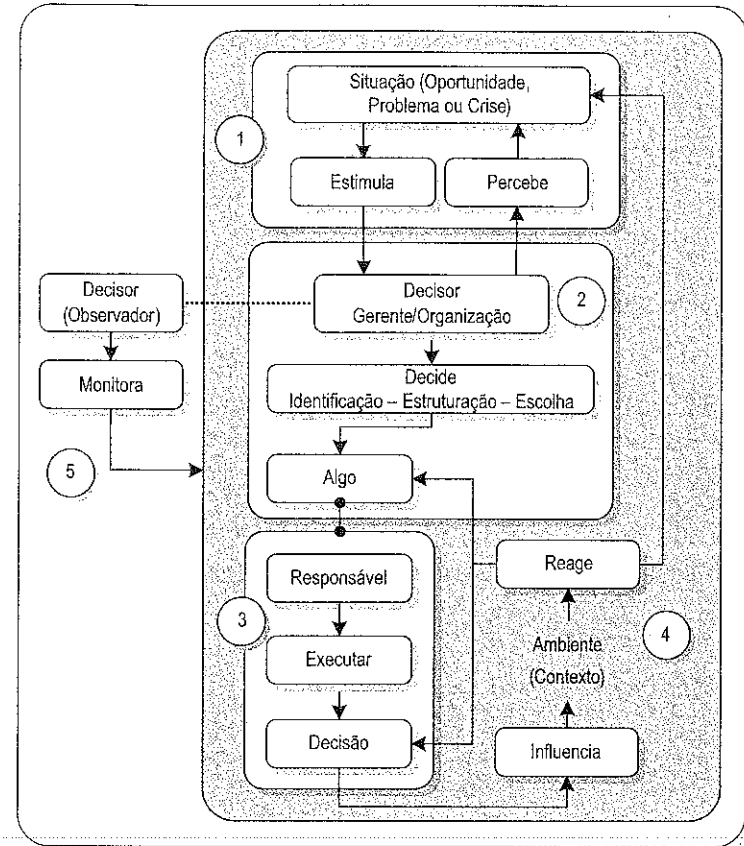 Situação (Oportunidade,
Problema ou Crise)
1
Estimula
Percebe
Decisor
(Observador)
Decisor
Gerente/Organização
2
Monitora
Decide
Identificação – Estruturação – Escolha
5
Algo
Responsável
Reage
3
4
Executar
Ambiente
(Contexto)
Decisão
Influencia